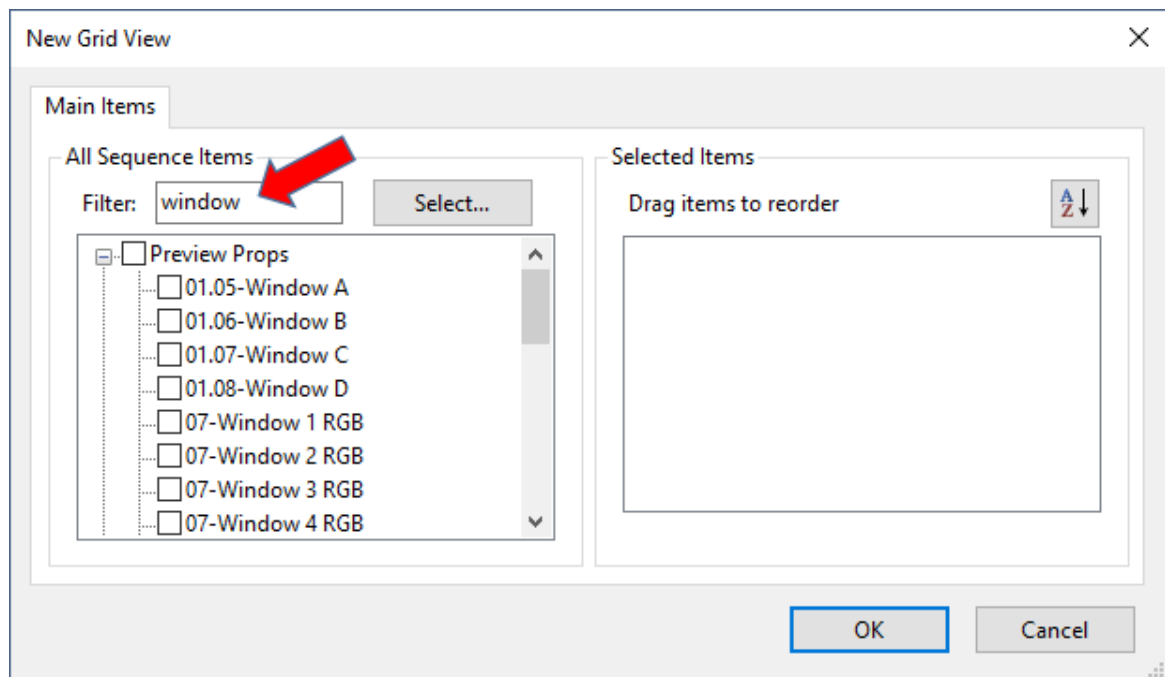 New Grid View
Main Items
All Sequence Items
Filter: window Select...
Preview Props
01.05-Window A
01.06-Window B
01.07-Window C
01.08-Window D
07-Window 1 RGB
07-Window 2 RGB
07-Window 3 RGB
07-Window 4 RGB
Selected Items
Drag items to reorder
A
Z
OK Cancel